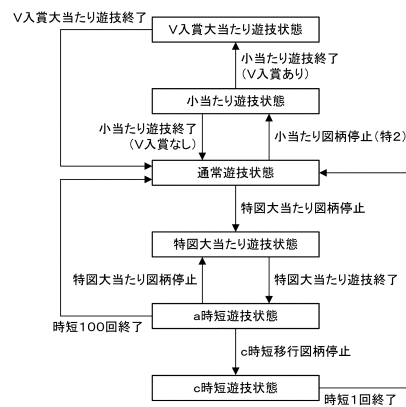 V入賞大当たり遊技終了
V入賞大当たり遊技状態
小当たり遊技終了
(V入賞あり)
小当たり遊技状態
小当たり遊技終了
(V入賞なし)
小当たり図柄停止(特2)
通常遊技状態
特図大当たり図柄停止
特図大当たり遊技状態
特図大当たり図柄停止
特図大当たり遊技終了
a時短遊技状態
時短100回終了
c時短移行図柄停止
c時短遊技状態
時短1回終了